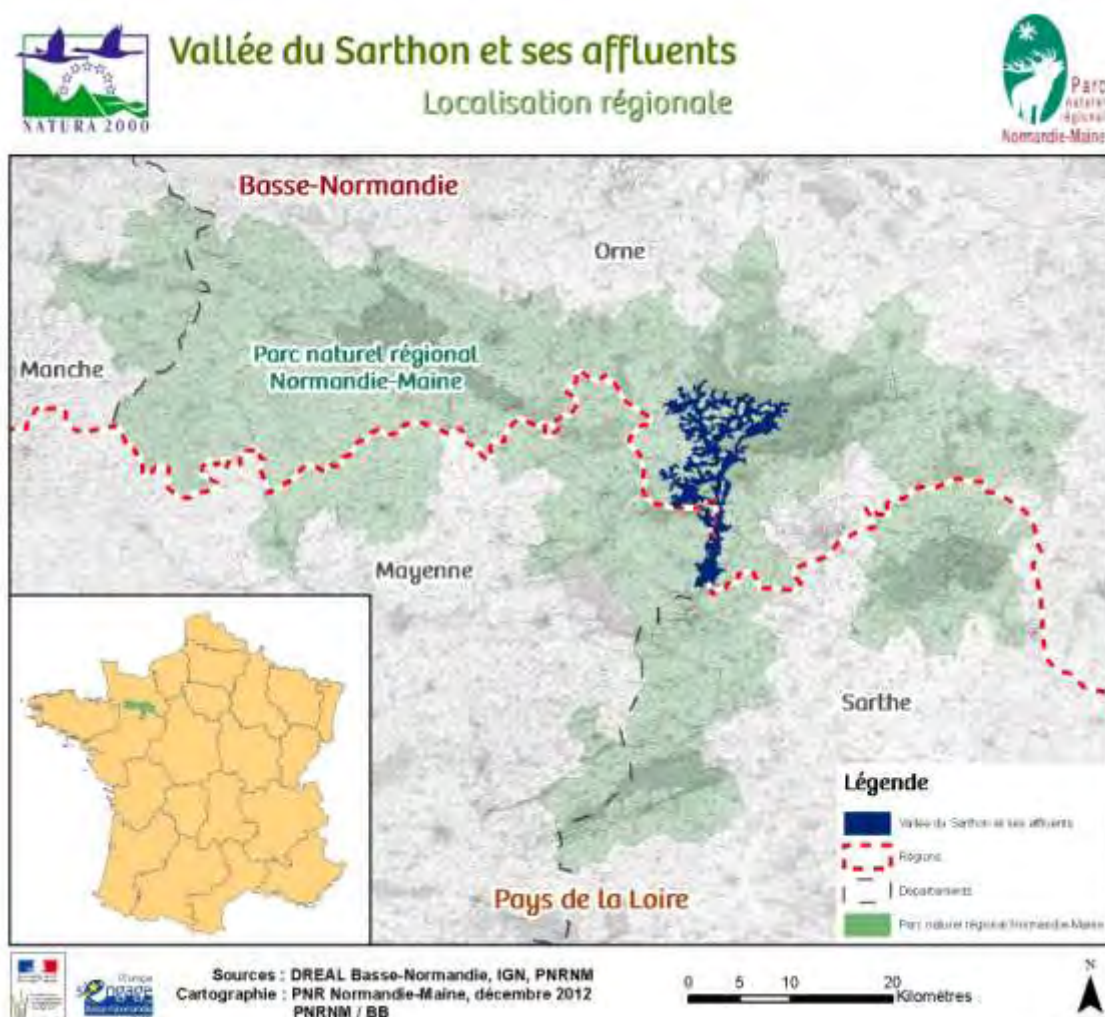 Vallée du Sarthon et ses affluents
Localisation régionale
NATURA 2000
Parc
naturel
régional
Normandie-Maine
Basse-Normandie
Orne
Manche
Parc naturel régional
Normandie-Maine
Mayenne
Sarthe
Pays de la Loire
Légende
Vallée du Sarthon et ses affluents
Régions
Départements
Parc naturel régional Normandie-Maine
Sources : DREAL Basse-Normandie, IGN, PNRNM
Cartographie : PNR Normandie-Maine, décembre 2012
PNRNM / BB
0 5 10 20
Kilomètres
N
l'Europe
s'engage